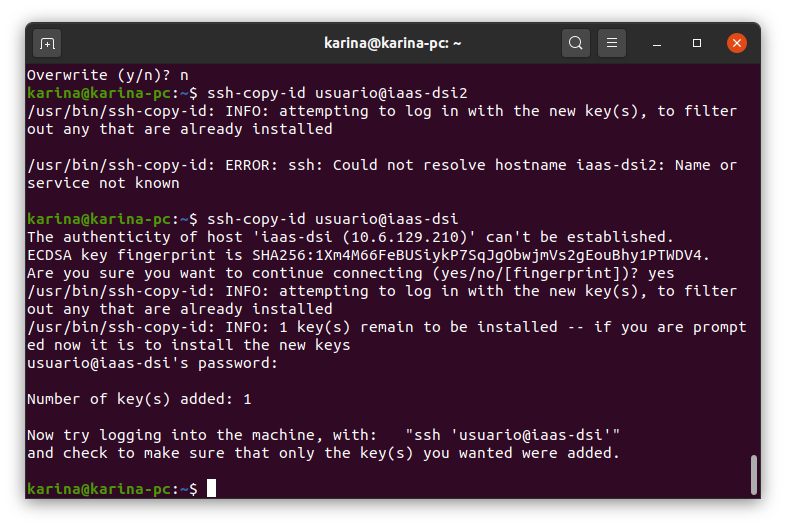 karina@karina-pc: ~
Overwrite (y/n)? n
karina@karina-pc:~$ ssh-copy-id usuario@iaas-dsi2
/usr/bin/ssh-copy-id: INFO: attempting to log in with the new key(s), to filter
out any that are already installed
/usr/bin/ssh-copy-id: ERROR: ssh: Could not resolve hostname iaas-dsi2: Name or
service not known
karina@karina-pc:~$ ssh-copy-id usuario@iaas-dsi
The authenticity of host 'iaas-dsi (10.6.129.210)' can't be established.
ECDSA key fingerprint is SHA256:1Xm4M66FeBUSiykP7SqJgObwjmVs2gEouBhy1PTWDV4.
Are you sure you want to continue connecting (yes/no/[fingerprint])? yes
/usr/bin/ssh-copy-id: INFO: attempting to log in with the new key(s), to filter
out any that are already installed
/usr/bin/ssh-copy-id: INFO: 1 key(s) remain to be installed -- if you are prompt
ed now it is to install the new keys
usuario@iaas-dsi's password:
Number of key(s) added: 1
Now try logging into the machine, with:   "ssh 'usuario@iaas-dsi'"
and check to make sure that only the key(s) you wanted were added.
karina@karina-pc:~$